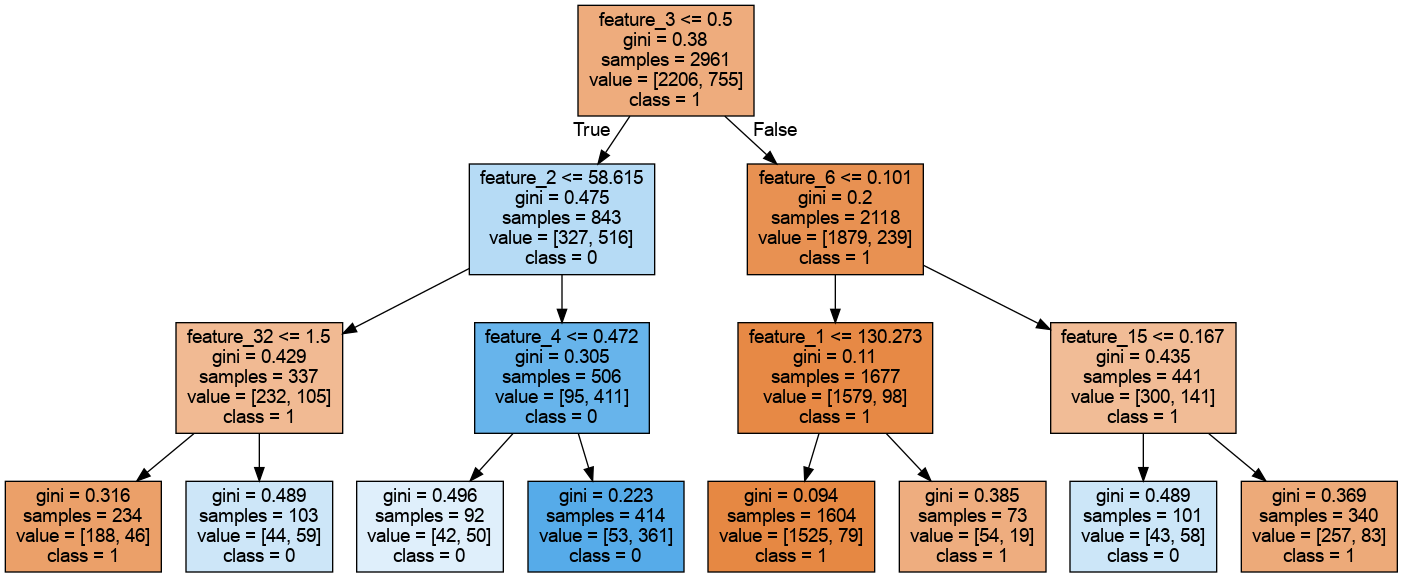 feature_3 <= 0.5
gini = 0.38
samples = 2961
value = [2206, 755]
class = 1
True
False
feature_2 <= 58.615
gini = 0.475
samples = 843
value = [327, 516]
class = 0
feature_6 <= 0.101
gini = 0.2
samples = 2118
value = [1879, 239]
class = 1
feature_32 <= 1.5
gini = 0.429
samples = 337
value = [232, 105]
class = 1
feature_4 <= 0.472
gini = 0.305
samples = 506
value = [95, 411]
class = 0
feature_1 <= 130.273
gini = 0.11
samples = 1677
value = [1579, 98]
class = 1
feature_15 <= 0.167
gini = 0.435
samples = 441
value = [300, 141]
class = 1
gini = 0.316
samples = 234
value = [188, 46]
class = 1
gini = 0.489
samples = 103
value = [44, 59]
class = 0
gini = 0.496
samples = 92
value = [42, 50]
class = 0
gini = 0.223
samples = 414
value = [53, 361]
class = 0
gini = 0.094
samples = 1604
value = [1525, 79]
class = 1
gini = 0.385
samples = 73
value = [54, 19]
class = 1
gini = 0.489
samples = 101
value = [43, 58]
class = 0
gini = 0.369
samples = 340
value = [257, 83]
class = 1